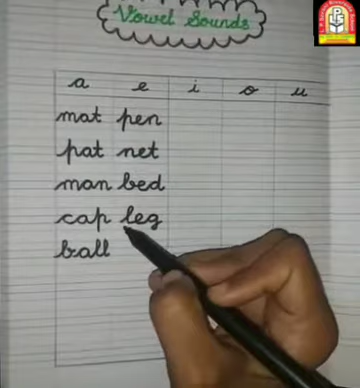 Vowel Sounds
a e i o u
mat pen
pat net
man bed
cap leg
ball